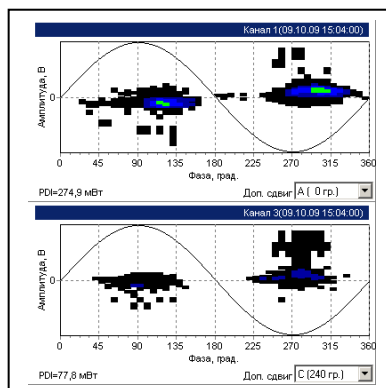 Канал 1(09.10.09 15:04:00)
Амплитуда, В
0
0 45 90 135 180 225 270 315 360
Фаза, град.
PDI=274,9 мВт
Доп. сдвиг A ( 0 гр.)
Канал 3(09.10.09 15:04:00)
Амплитуда, В
0
0 45 90 135 180 225 270 315 360
Фаза, град.
PDI=77,8 мВт
Доп. сдвиг C (240 гр.)